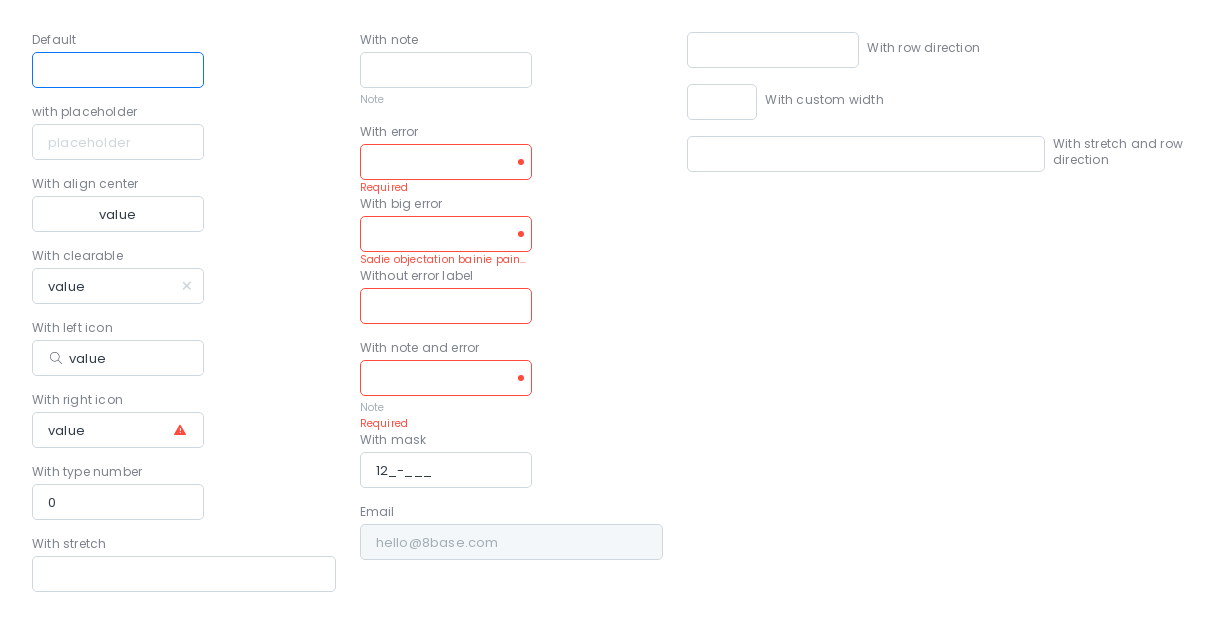 Default
with placeholder
placeholder
With align center
value
With clearable
value
With left icon
value
With right icon
value
With type number
0
With stretch
With note
Note
With error
Required
With big error
Sadie objectation bainie pain...
Without error label
With note and error
Note
Required
With mask
12_-___
Email
hello@8base.com
With row direction
With custom width
With stretch and row
direction